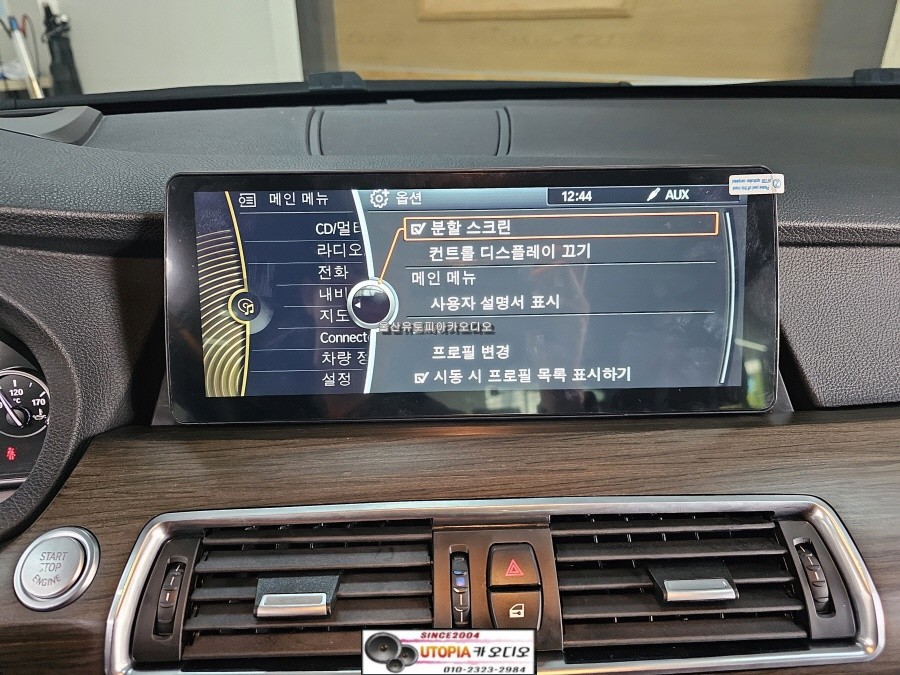 메인 메뉴
옵션
12:44
AUX
CD/멀티
라디오
전화
내비
지도
Connect
차량 정
설정
분할 스크린
컨트롤 디스플레이 끄기
메인 메뉴
사용자 설명서 표시
울산유토피아카오디오
프로필 변경
시동 시 프로필 목록 표시하기
120
°C
170
START
STOP
ENGINE
SINCE2004
UTOPIA카오디오
010-2323-2984